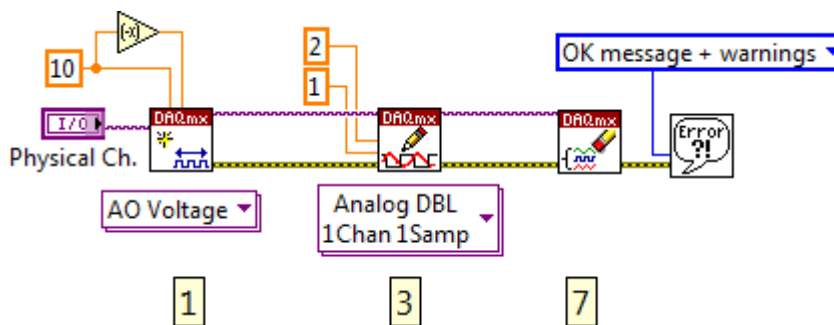 (-x)
2
OK message + warnings
10
1
I/O
DAQmx
DAQmx
DAQmx
Error
?!
Physical Ch.
AO Voltage
Analog DBL
1Chan 1Samp
1
3
7